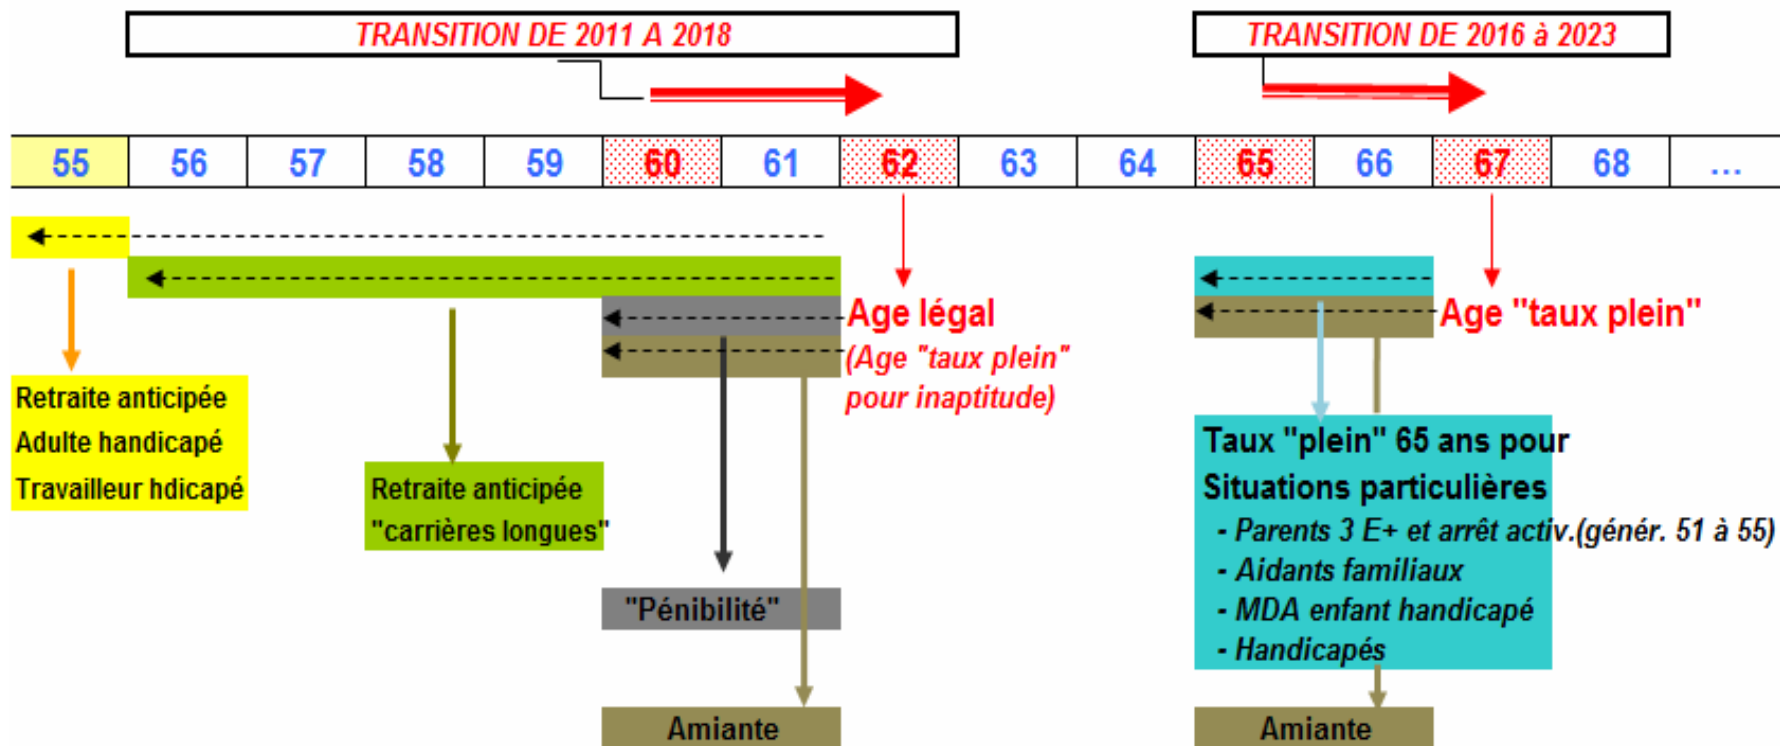 TRANSITION DE 2011 A 2018
TRANSITION DE 2016 à 2023
55 56 57 58 59 60 61 62 63 64 65 66 67 68 ...
Age légal
(Age "taux plein"
pour inaptitude)
Age "taux plein"
Retraite anticipée
Adulte handicapé
Travailleur hdicapé
Retraite anticipée
"carrières longues"
"Pénibilité"
Amiante
Taux "plein" 65 ans pour
Situations particulières
- Parents 3 E+ et arrêt activ.(génér. 51 à 55)
- Aidants familiaux
- MDA enfant handicapé
- Handicapés
Amiante